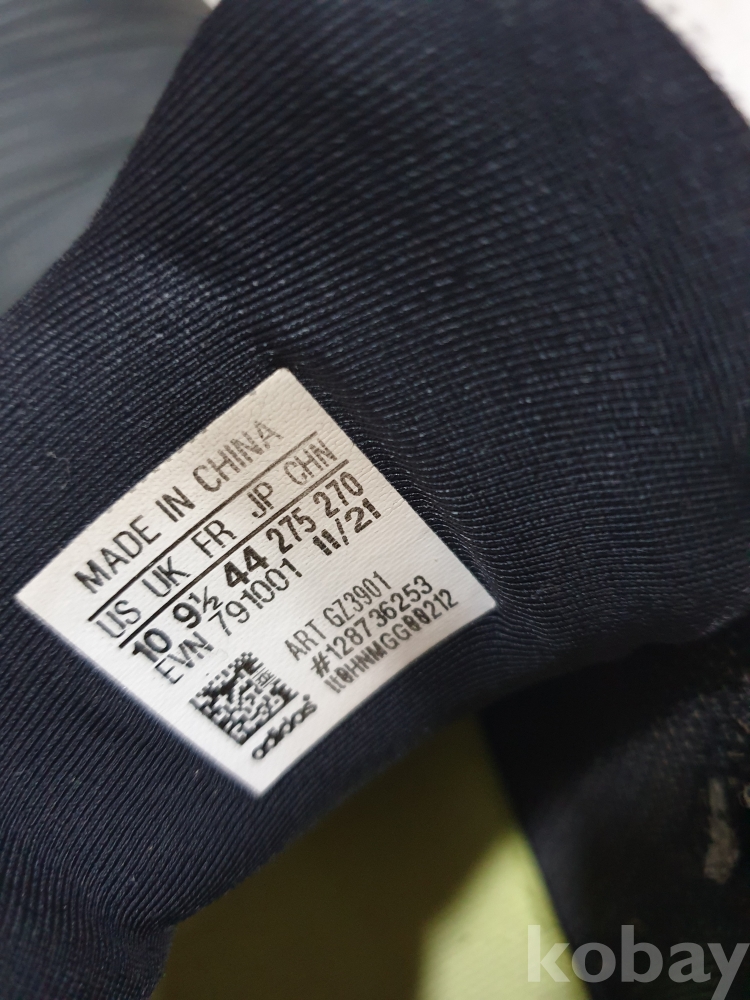 MADE IN CHINA
US UK FR JP CHN
10 9½ 44 275 270
EVN 791001 11/21
ART GZ3901
#128736253
adidas
kobay